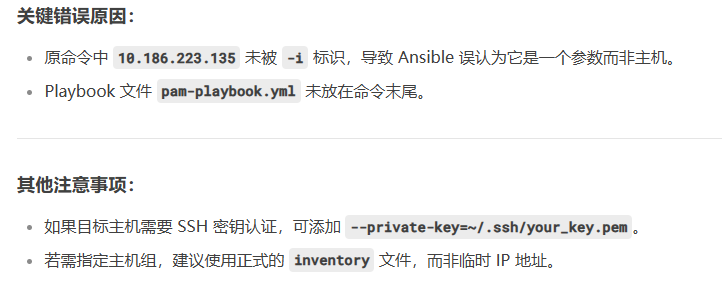 关键错误原因：
原命令中 10.186.223.135 未被 -i 标识，导致 Ansible 误认为它是一个参数而非主机。
Playbook 文件 pam-playbook.yml 未放在命令末尾。
其他注意事项：
如果目标主机需要 SSH 密钥认证，可添加 --private-key=~/.ssh/your_key.pem。
若需指定主机组，建议使用正式的 inventory 文件，而非临时 IP 地址。